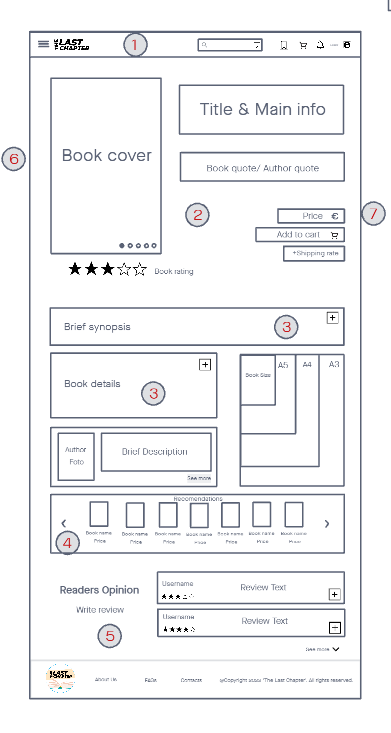 LAST
CHAPTER
1
Book cover
Title & Main info
6
Book quote/ Author quote
2
Price €
7
Add to cart
+Shipping rate
Book rating
Brief synopsis
+
3
Book details
+
3
Book Size
A5
A4
A3
Author
Foto
Brief Description
See more
Recomendations
Book name Book name Book name Book name Book name Book name Book name
Price Price Price Price Price Price Price
4
Readers Opinion
Write review
5
Username
Review Text
+
Username
Review Text
+
See more
LAST
CHAPTER
About Us
FAQs
Contacts
©Copyright 2022 "The Last Chapter. All rights reserved.